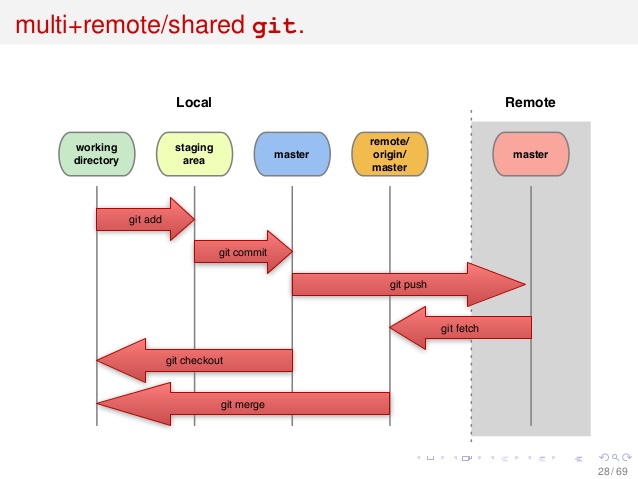 multi+remote/shared git.
Local
Remote
working
directory
staging
area
master
remote/
origin/
master
master
git add
git commit
git push
git fetch
git checkout
git merge
28 / 69